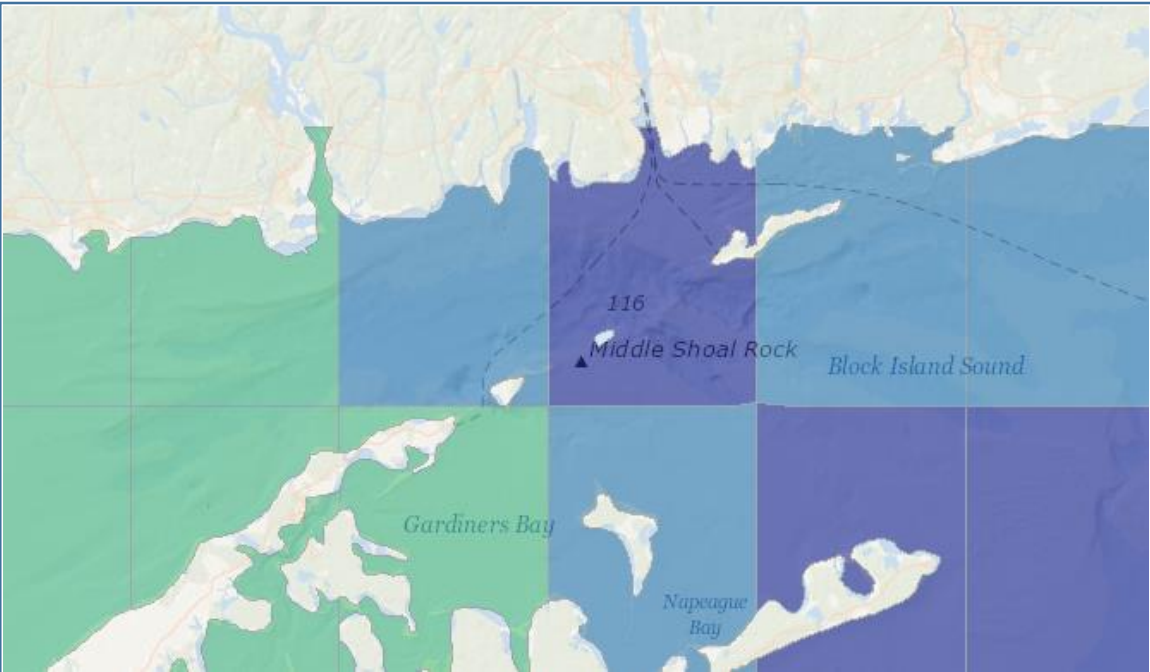 116
Middle Shoal Rock
Block Island Sound
Gardiners Bay
Napeague
Bay